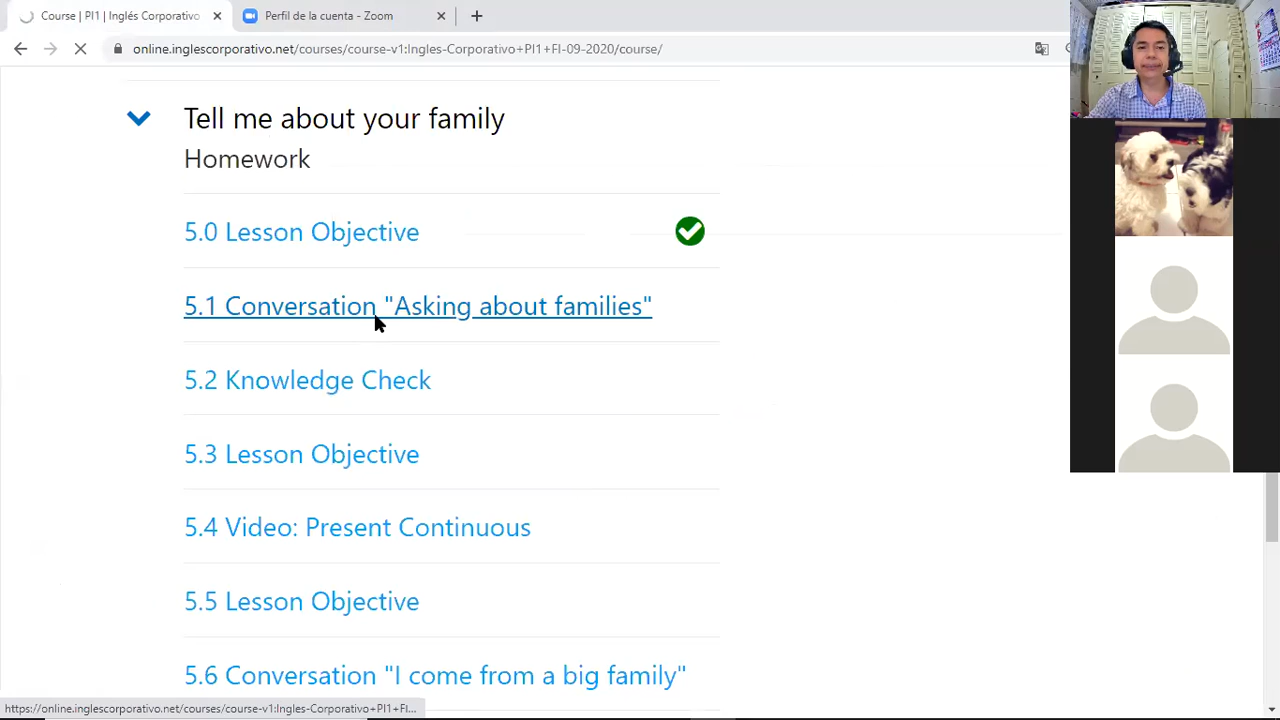 Course | PI1 | Inglés Corporativo
Perfil de la cuenta - Zoom
online.inglescorporativo.net/courses/course-v1:Ingles-Corporativo+PI1+FI-09-2020/course/
Tell me about your family
Homework
5.0 Lesson Objective
5.1 Conversation "Asking about families"
5.2 Knowledge Check
5.3 Lesson Objective
5.4 Video: Present Continuous
5.5 Lesson Objective
5.6 Conversation "I come from a big family"
https://online.inglescorporativo.net/courses/course-v1:Ingles-Corporativo+PI1+FI...